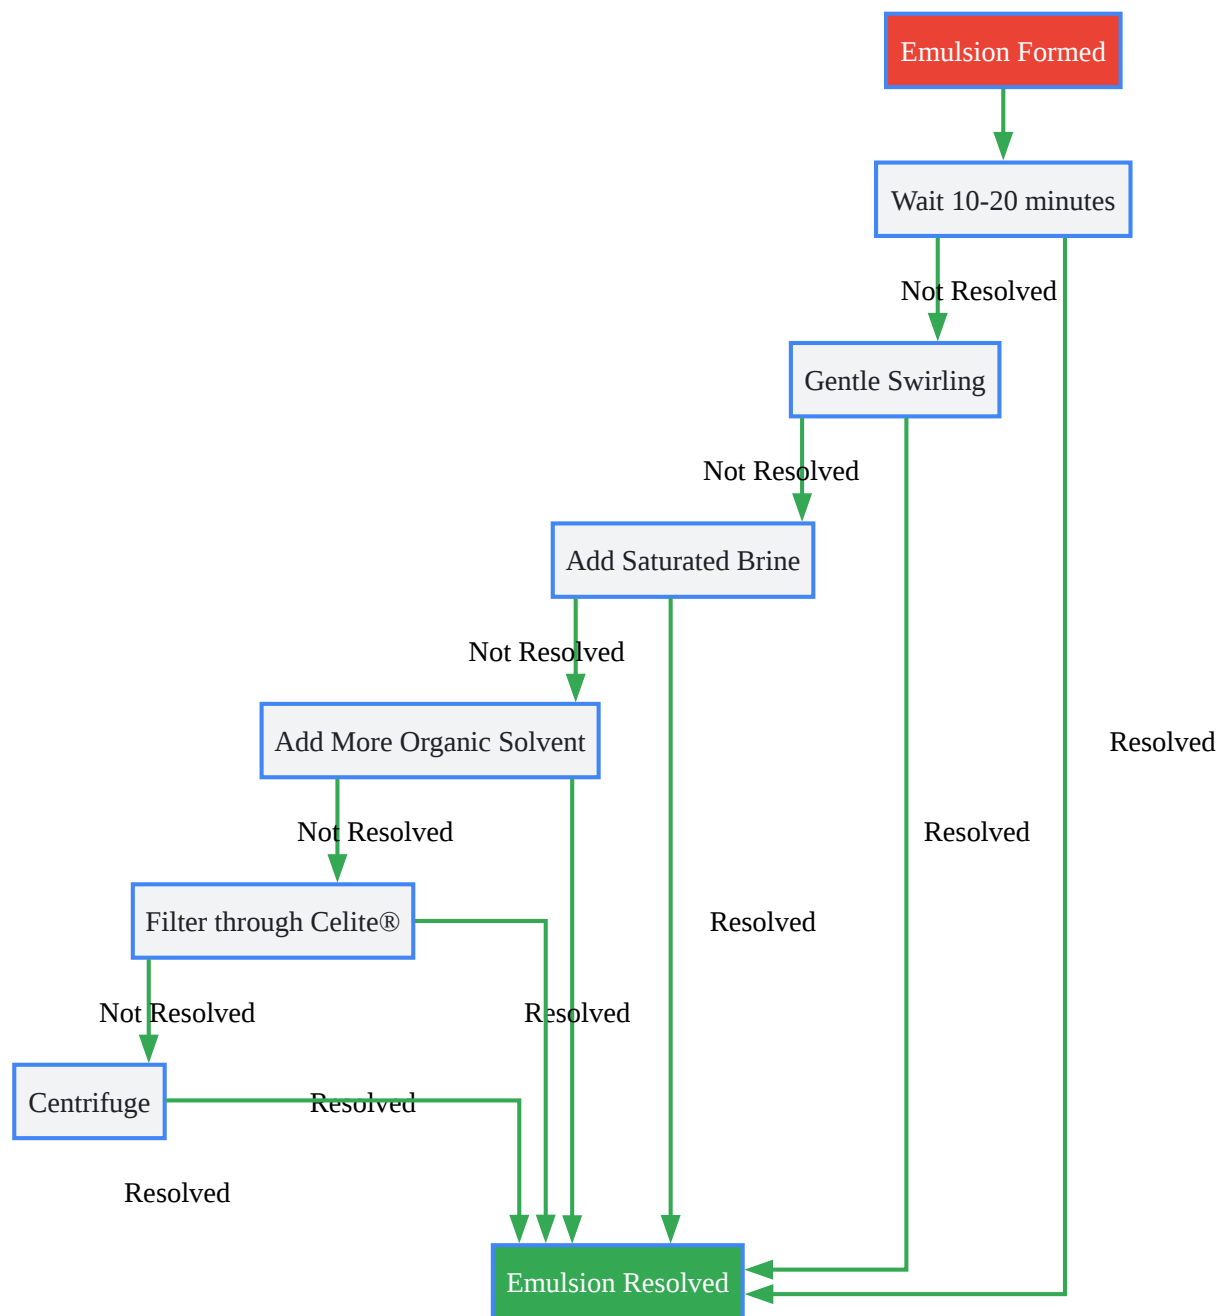 Emulsion Formed
Wait 10-20 minutes
Not Resolved
Gentle Swirling
Not Resolved
Add Saturated Brine
Not Resolved
Add More Organic Solvent
Resolved
Not Resolved
Resolved
Filter through Celite®
Resolved
Not Resolved
Resolved
Centrifuge
Resolved
Resolved
Emulsion Resolved